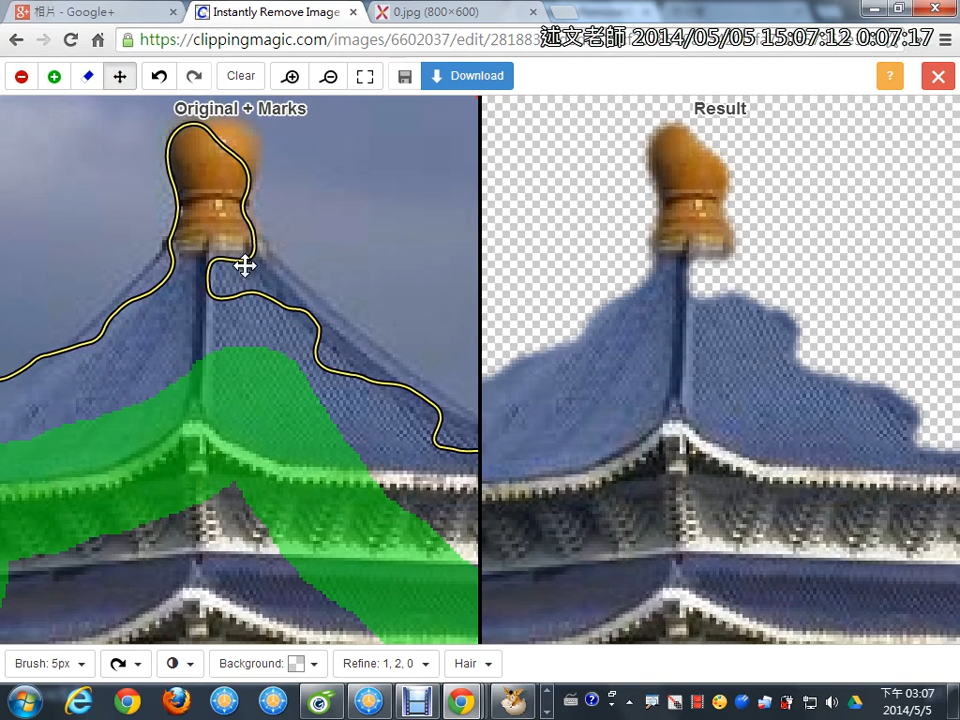 相片 - Google+
Instantly Remove Image
0.jpg (800×600)
https://clippingmagic.com/images/6602037/edit/28188
述文老師 2014/05/05 15:07:12 0:07:17
Clear
Download
?
Original + Marks
Result
Brush: 5px
Background:
Refine: 1, 2, 0
Hair
下午 03:07
2014/5/5